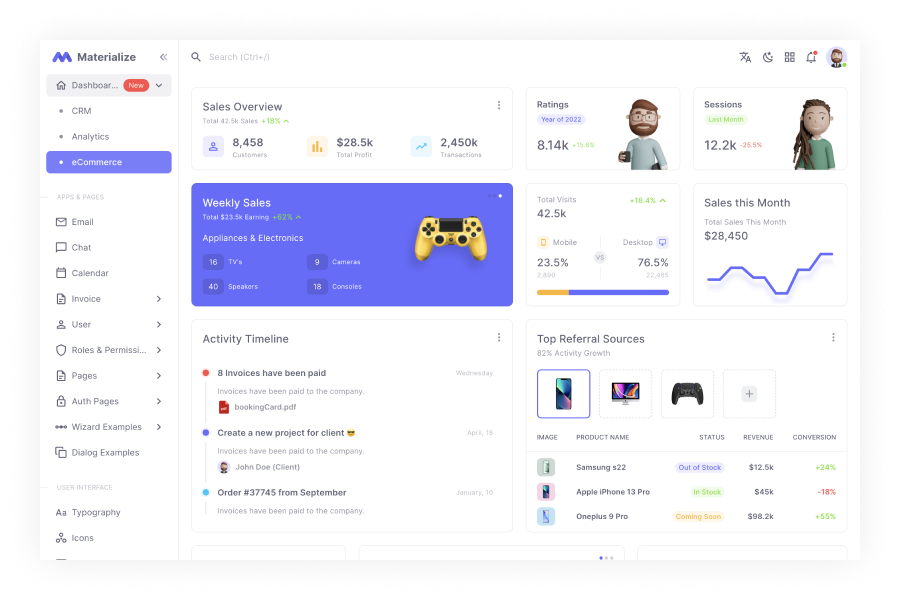 Materialize
Dashboar... New
CRM
Analytics
eCommerce
APPS & PAGES
Email
Chat
Calendar
Invoice
User
Roles & Permissi...
Pages
Auth Pages
Wizard Examples
Dialog Examples
USER INTERFACE
Aa Typography
Icons
Search (Ctrl+/)
Sales Overview
Total 42.5k Sales +18%
8,458
Customers
$28.5k
Total Profit
2,450k
Transactions
Ratings
Year of 2022
8.14k +15.6%
Sessions
Last Month
12.2k -25.5%
Weekly Sales
Total $23.5k Earning +62%
Appliances & Electronics
16 TV's 9 Cameras
40 Speakers 18 Consoles
Total Visits +18.4%
42.5k
Mobile VS Desktop
23.5% 76.5%
2,890 22,465
Sales this Month
Total Sales This Month
$28,450
Activity Timeline
8 Invoices have been paid Wednesday
Invoices have been paid to the company.
pdf bookingCard.pdf
Create a new project for client 😎 April, 18
Invoices have been paid to the company.
John Doe (Client)
Order #37745 from September January, 10
Invoices have been paid to the company.
Top Referral Sources
82% Activity Growth
IMAGE PRODUCT NAME STATUS REVENUE CONVERSION
Samsung s22 Out of Stock $12.5k +24%
Apple iPhone 13 Pro In Stock $45k -18%
Oneplus 9 Pro Coming Soon $98.2k +55%